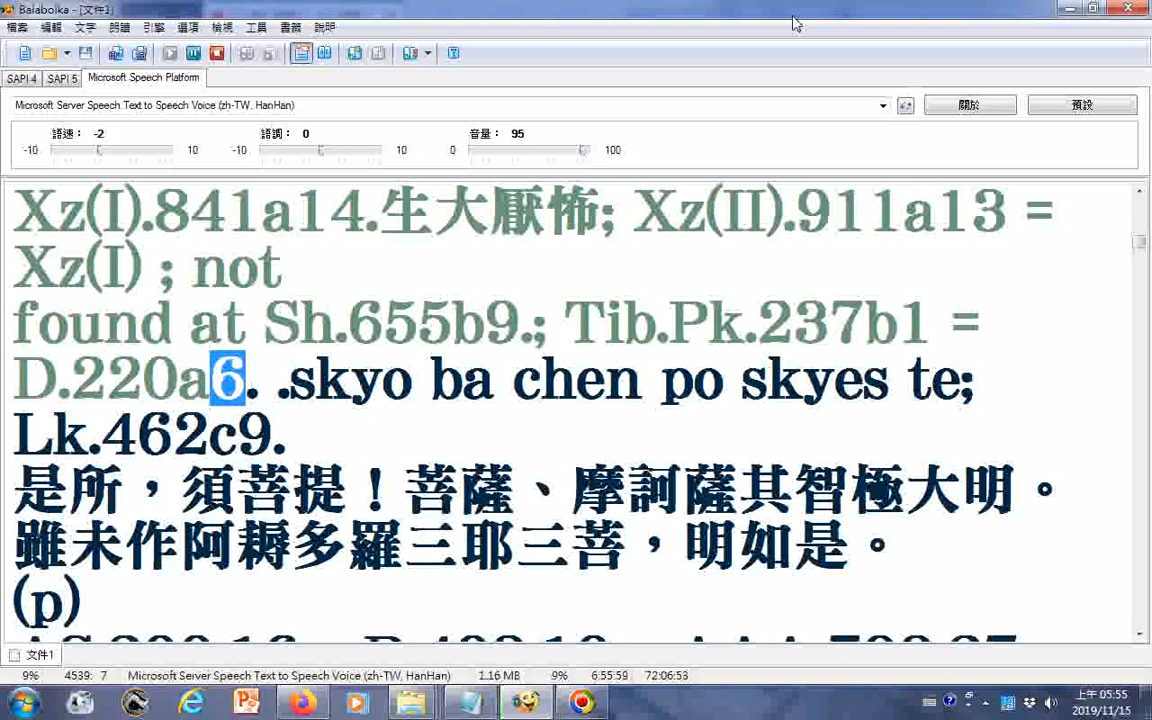 Balabolka - [文件1]
檔案 編輯 文字 朗讀 引擎 選項 檢視 工具 書籤 說明
SAPI 4 SAPI 5 Microsoft Speech Platform
Microsoft Server Speech Text to Speech Voice (zh-TW, HanHan) 關於 預設
語速： -2 語調： 0 音量： 95
-10 10 -10 10 0 100
Xz(I).841a14.生大厭怖; Xz(II).911a13 =
Xz(I) ; not
found at Sh.655b9.; Tib.Pk.237b1 =
D.220a6. .skyo ba chen po skyes te;
Lk.462c9.
是所，須菩提！菩薩、摩訶薩其智極大明。
雖未作阿耨多羅三耶三菩，明如是。
(p)
文件1
9% 4539: 7 Microsoft Server Speech Text to Speech Voice (zh-TW, HanHan) 1.16 MB 9% 6:55:59 72:06:53
上午 05:55
2019/11/15